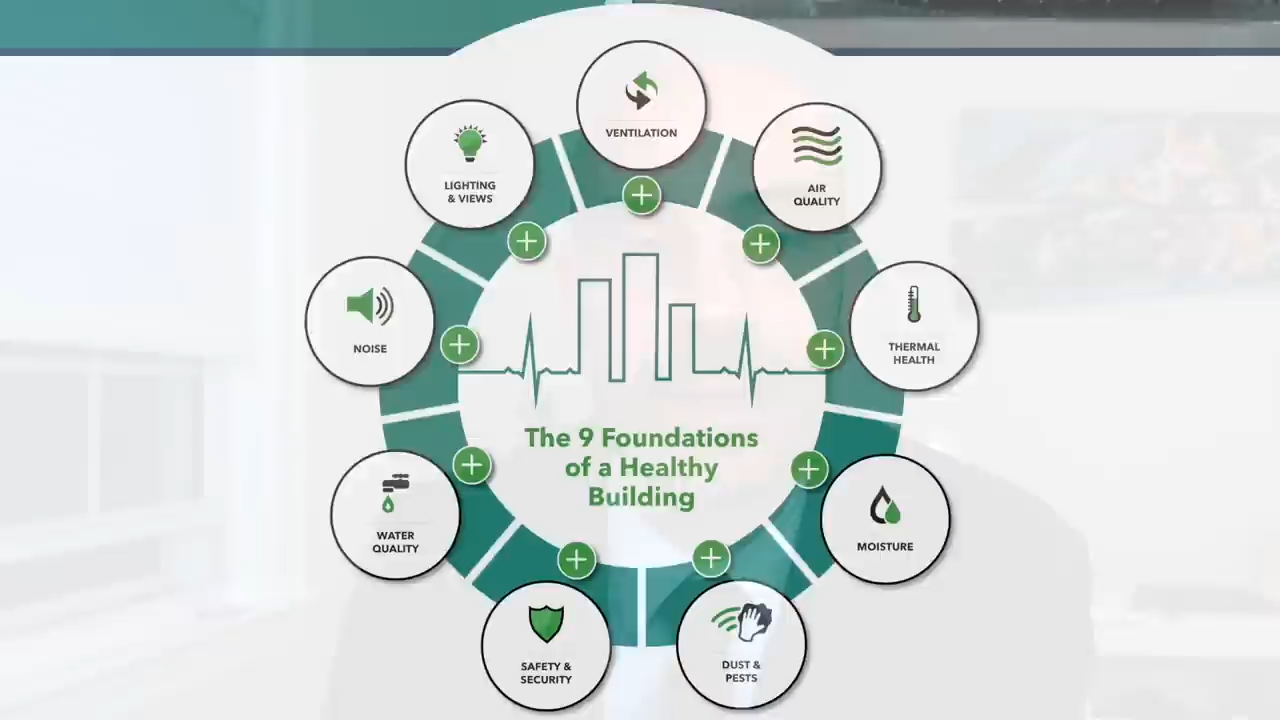 VENTILATION
AIR
QUALITY
THERMAL
HEALTH
MOISTURE
DUST &
PESTS
SAFETY &
SECURITY
WATER
QUALITY
NOISE
LIGHTING
& VIEWS
The 9 Foundations
of a Healthy
Building